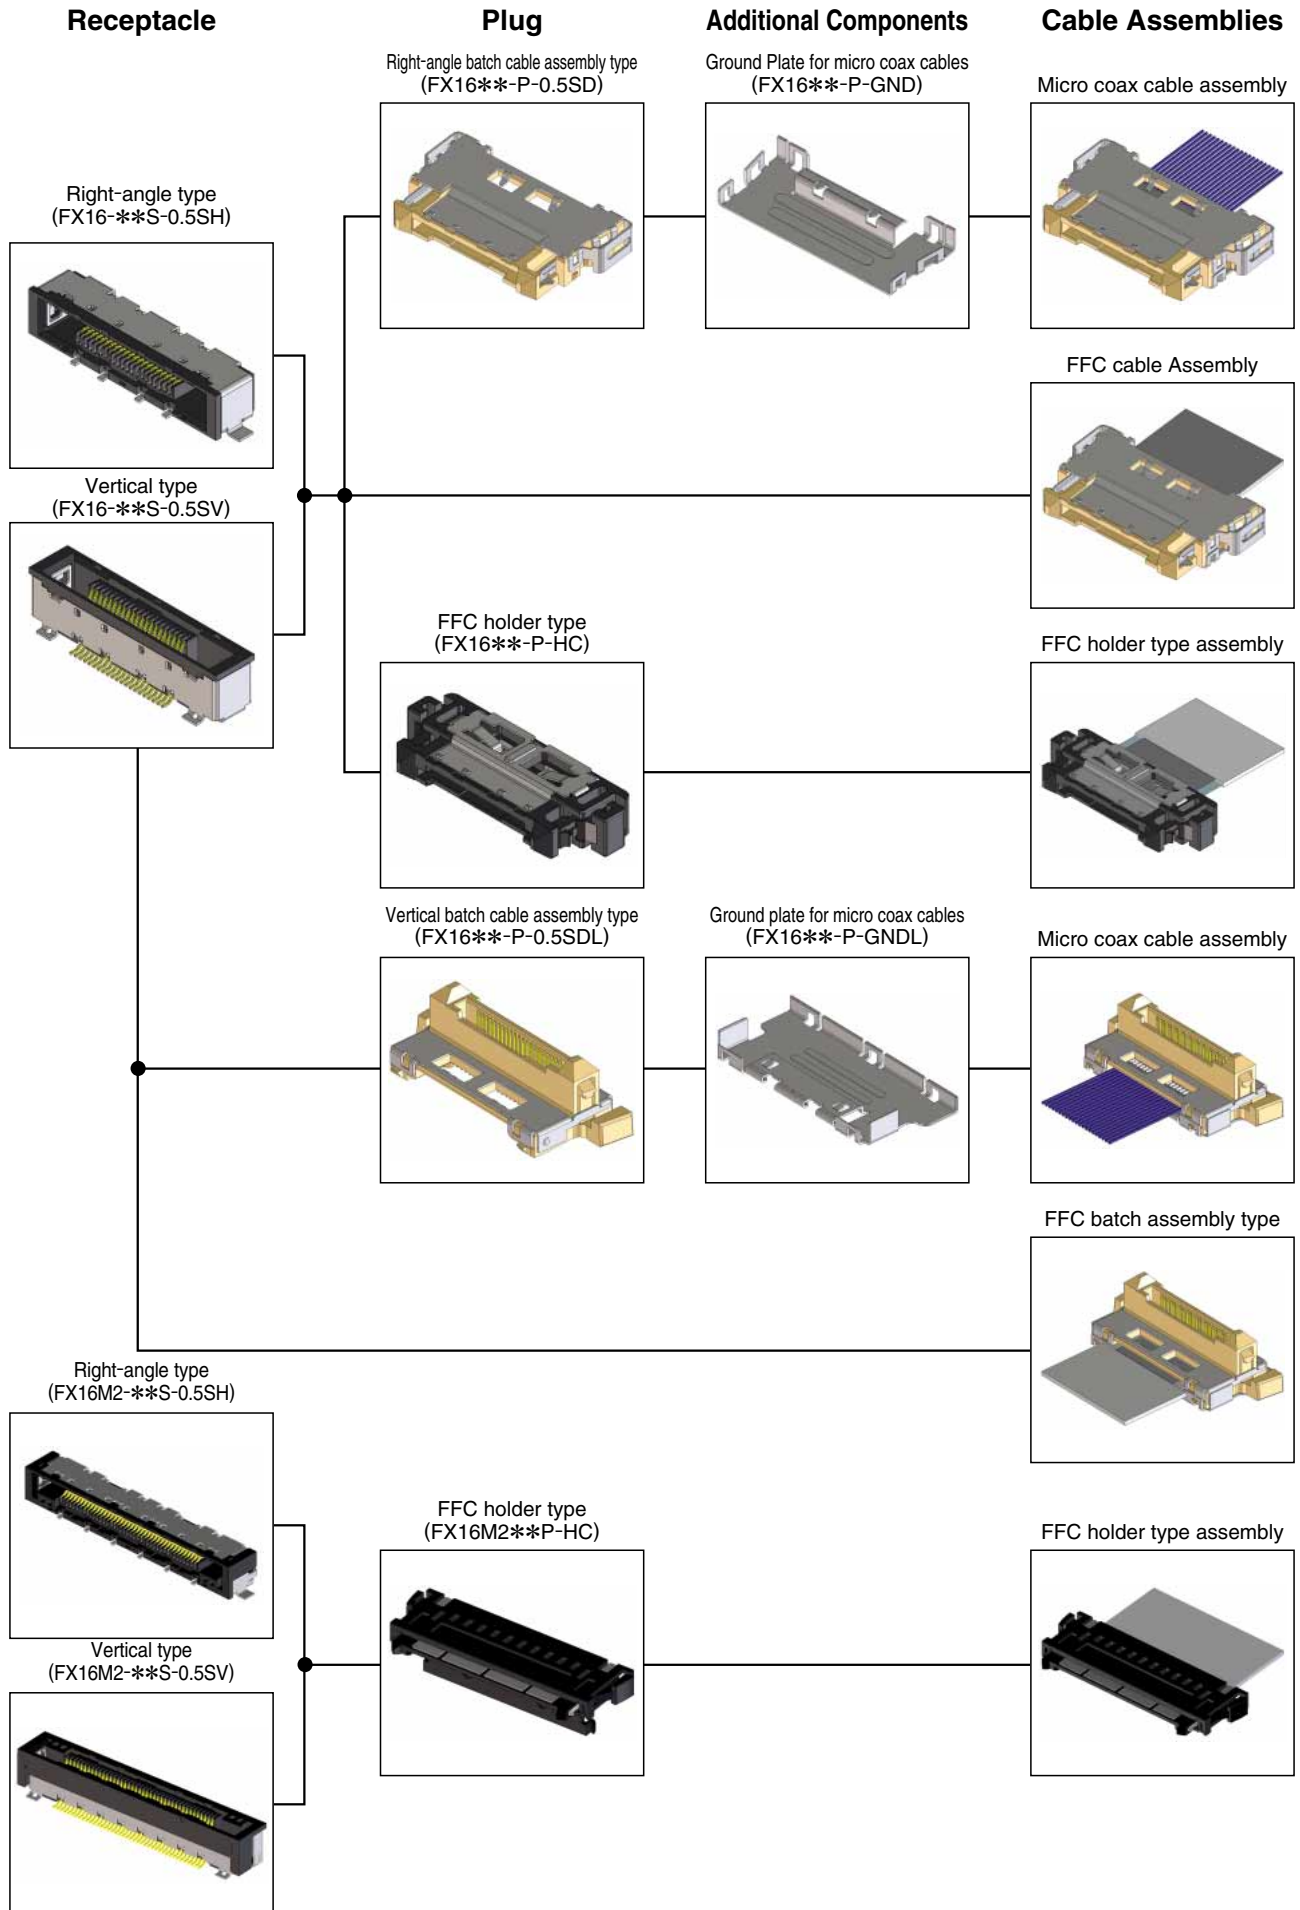 Receptacle
Plug
Additional Components
Cable Assemblies
Right-angle batch cable assembly type
(FX16**-P-0.5SD)
Ground Plate for micro coax cables
(FX16**-P-GND)
Micro coax cable assembly
Right-angle type
(FX16-**S-0.5SH)
FFC cable Assembly
Vertical type
(FX16-**S-0.5SV)
FFC holder type
(FX16**-P-HC)
FFC holder type assembly
Vertical batch cable assembly type
(FX16**-P-0.5SDL)
Ground plate for micro coax cables
(FX16**-P-GNDL)
Micro coax cable assembly
FFC batch assembly type
Right-angle type
(FX16M2-**S-0.5SH)
FFC holder type
(FX16M2**P-HC)
FFC holder type assembly
Vertical type
(FX16M2-**S-0.5SV)